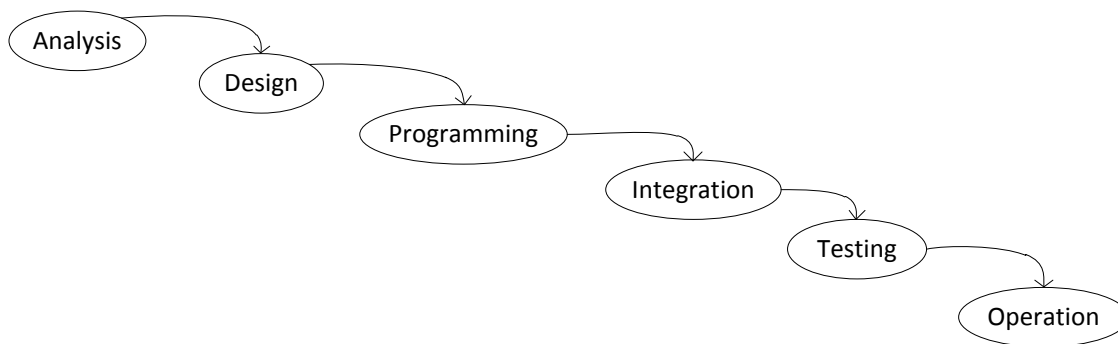 Analysis
Design
Programming
Integration
Testing
Operation